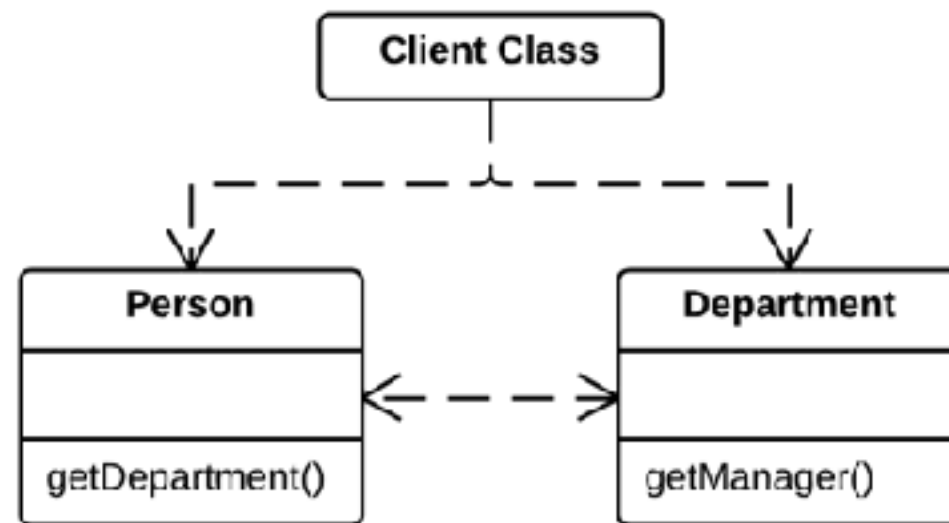 Client Class
Person
Department
getDepartment()
getManager()